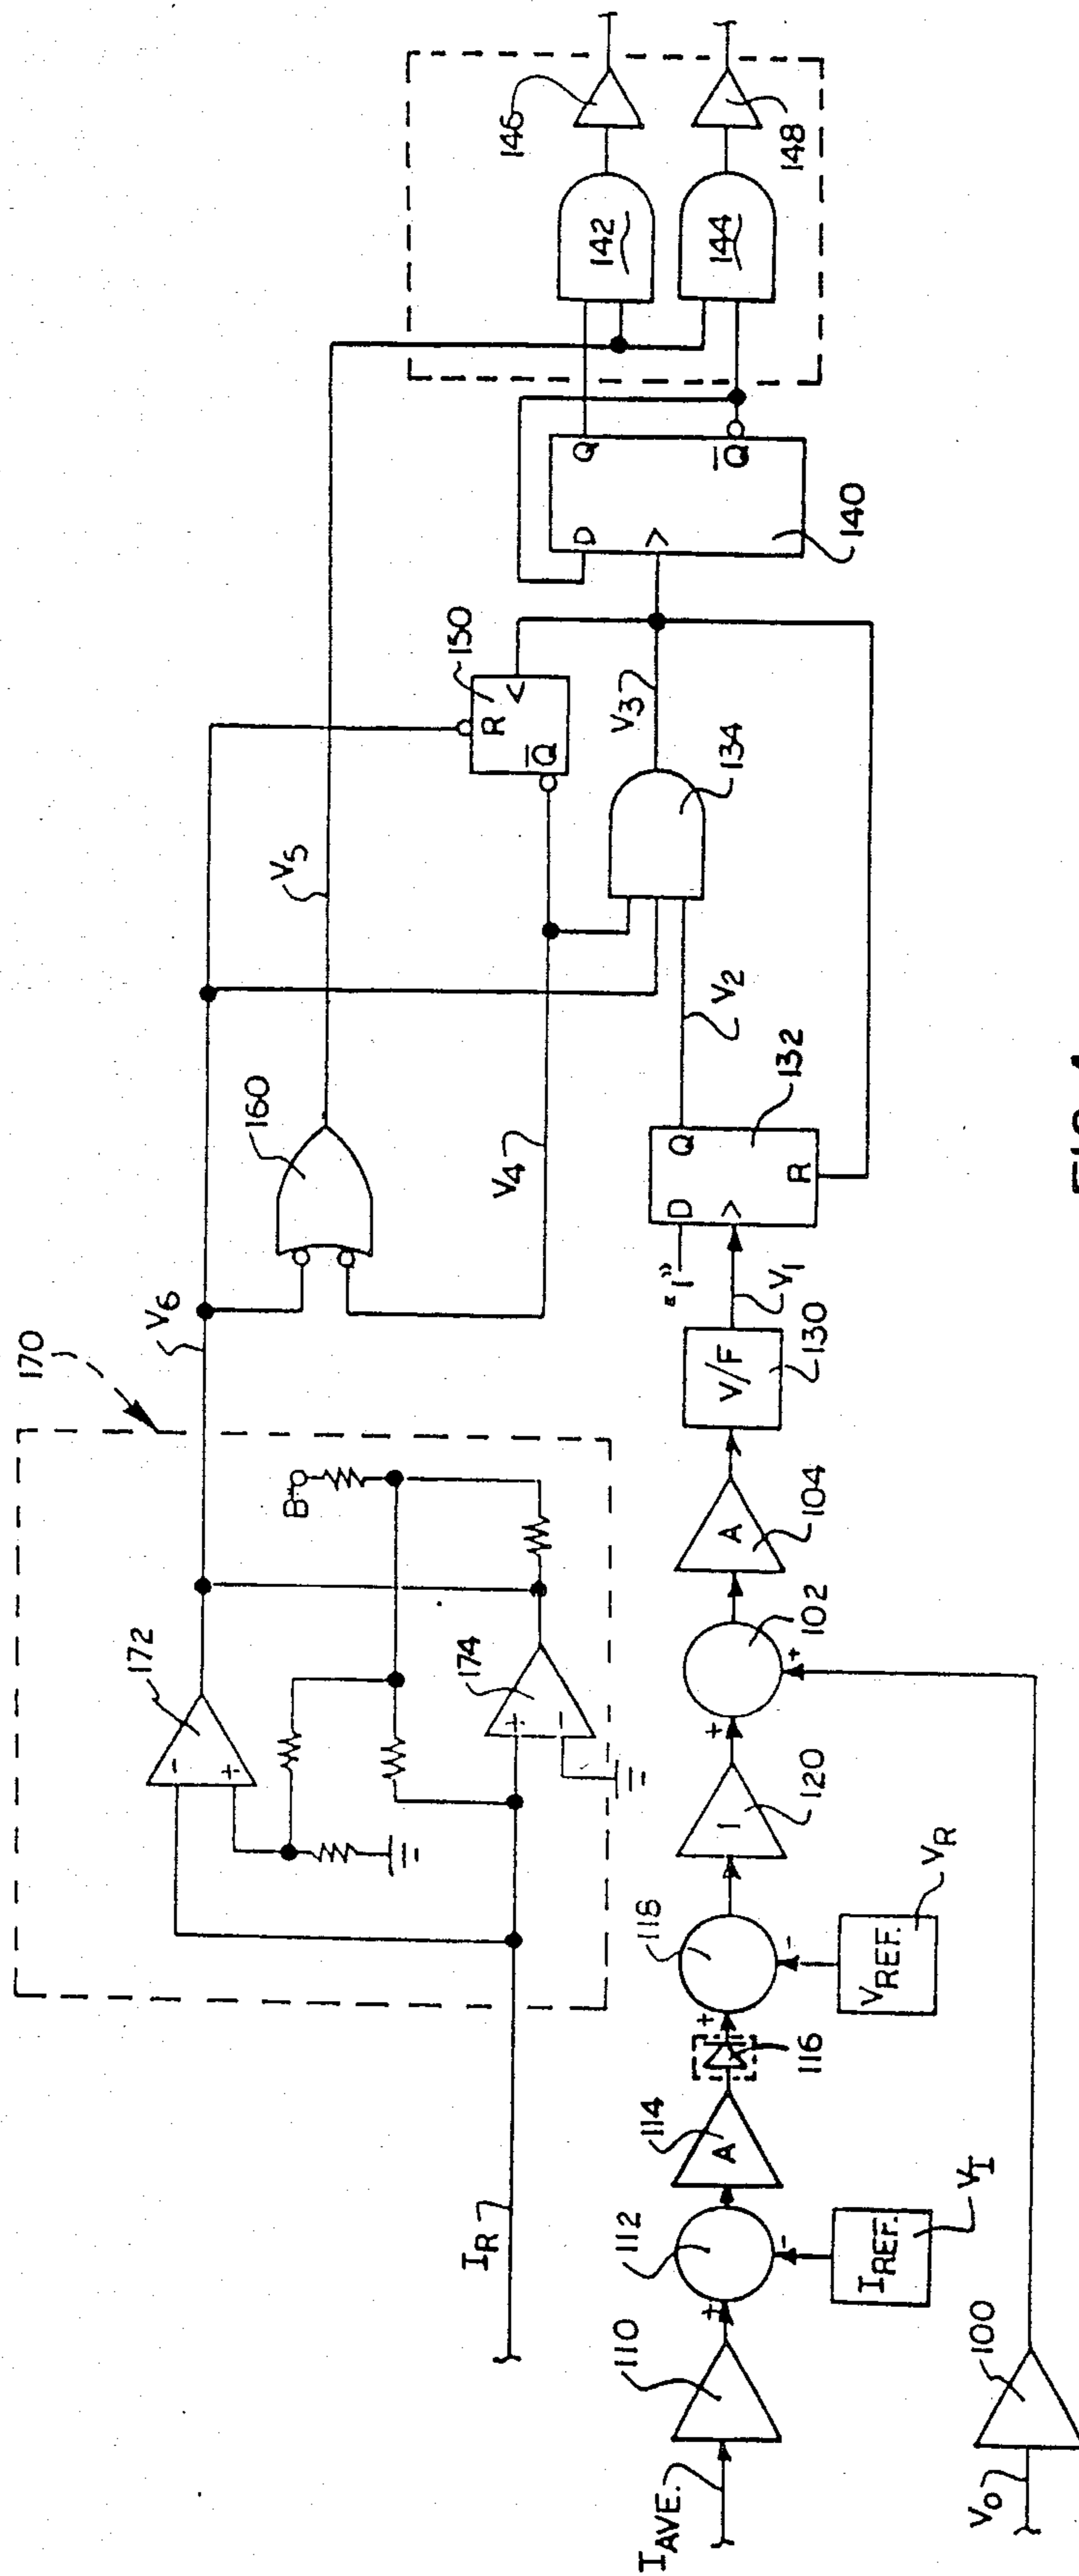 170
V6
160
V5
150
R
Q
172
-
+
B
174
+
-
V4
V3
134
V2
D
Q
Q
140
146
142
144
148
IR
IAVE.
110
+
112
-
IREF.
VI
114
A
116
+
118
-
VREF.
VR
120
I
+
102
+
A
104
V/F
130
V1
"1"
D
Q
R
132
VO
100